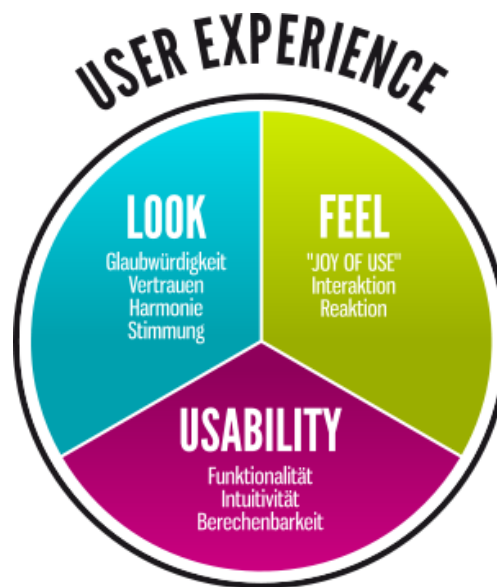 USER EXPERIENCE
LOOK
Glaubwürdigkeit
Vertrauen
Harmonie
Stimmung
FEEL
"JOY OF USE"
Interaktion
Reaktion
USABILITY
Funktionalität
Intuitivität
Berechenbarkeit